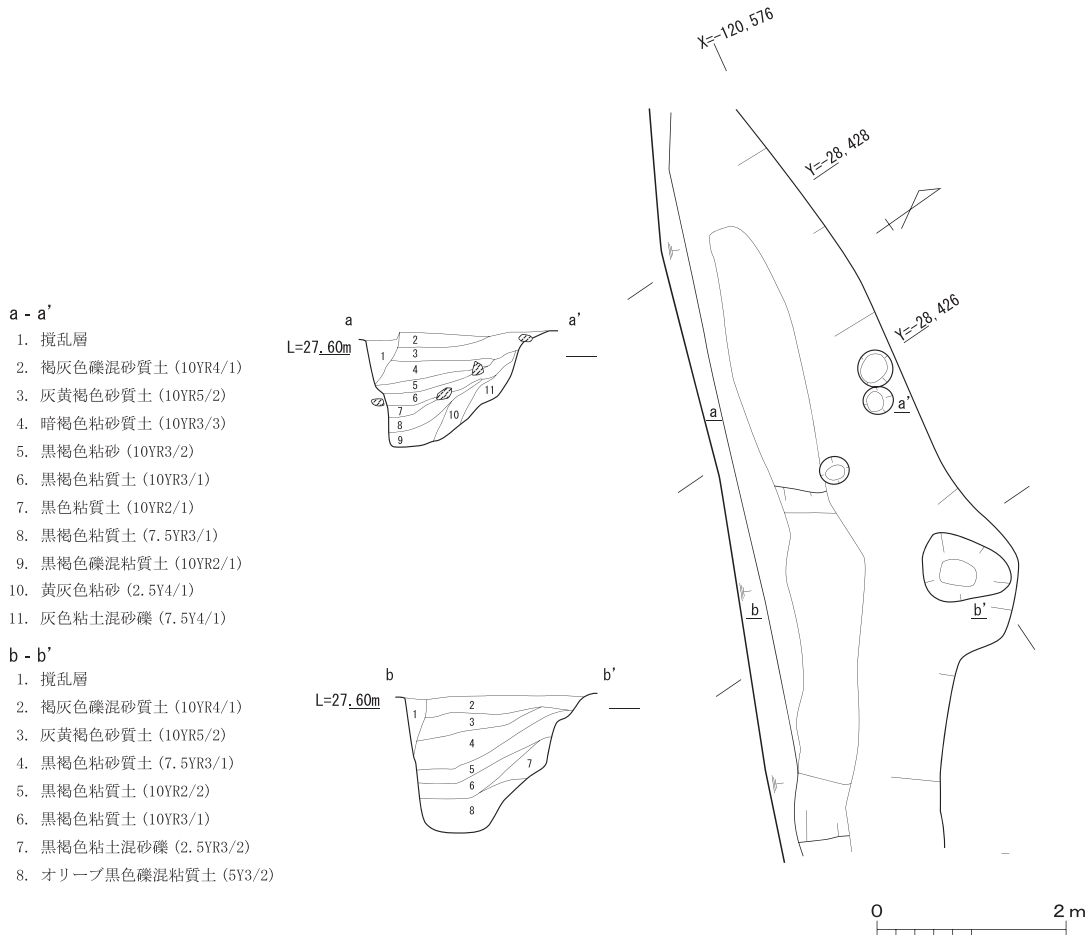 X=-120,576
Y=-28,428
Y=-28,426
a - a'
1. 撹乱層
2. 褐灰色礫混砂質土 (10YR4/1)
3. 灰黄褐色砂質土 (10YR5/2)
4. 暗褐色粘砂質土 (10YR3/3)
5. 黒褐色粘砂 (10YR3/2)
6. 黒褐色粘質土 (10YR3/1)
7. 黒色粘質土 (10YR2/1)
8. 黒褐色粘質土 (7.5YR3/1)
9. 黒褐色礫混粘質土 (10YR2/1)
10. 黄灰色粘砂 (2.5Y4/1)
11. 灰色粘土混砂礫 (7.5Y4/1)
a a'
L=27.60m
1
2
3
4
5
6
7
8
9
10
11
b - b'
1. 撹乱層
2. 褐灰色礫混砂質土 (10YR4/1)
3. 灰黄褐色砂質土 (10YR5/2)
4. 黒褐色粘砂質土 (7.5YR3/1)
5. 黒褐色粘質土 (10YR2/2)
6. 黒褐色粘質土 (10YR3/1)
7. 黒褐色粘土混砂礫 (2.5YR3/2)
8. オリーブ黒色礫混粘質土 (5Y3/2)
b b'
L=27.60m
1
2
3
4
5
6
7
8
a a'
b b'
0 2m